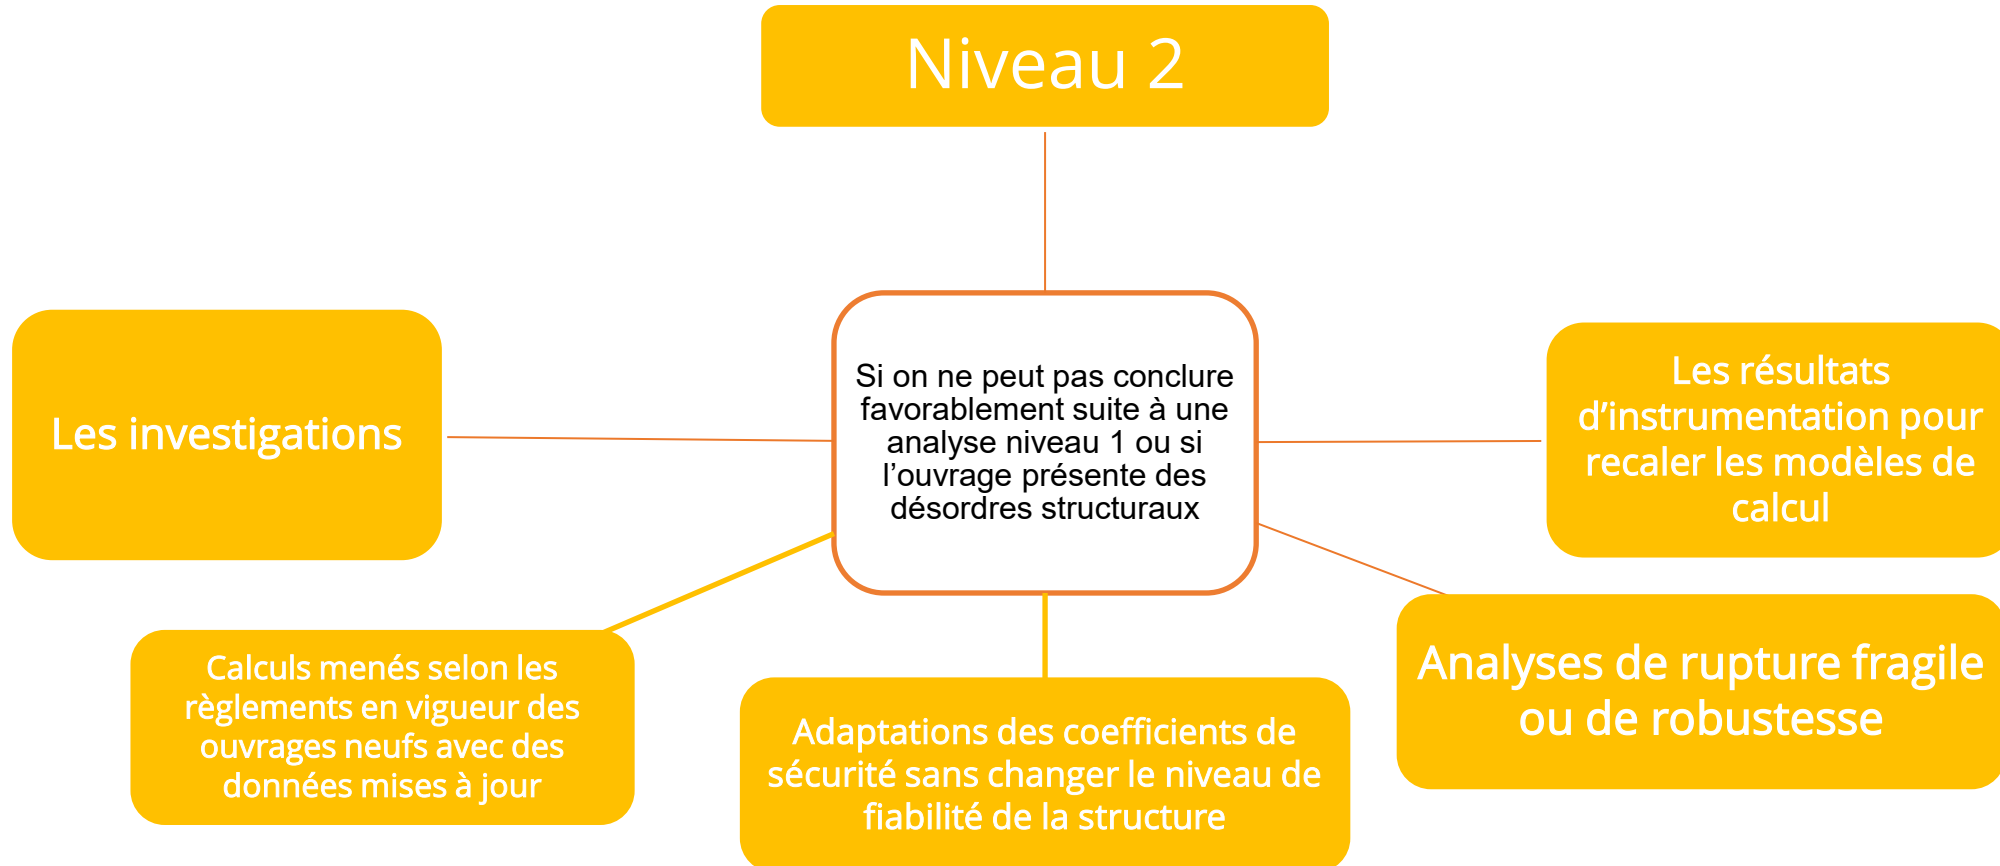 Niveau 2
Si on ne peut pas conclure
favorablement suite à une
analyse niveau 1 ou si
l’ouvrage présente des
désordres structuraux
Les investigations
Les résultats
d’instrumentation pour
recaler les modèles de
calcul
Calculs menés selon les
règlements en vigueur des
ouvrages neufs avec des
données mises à jour
Adaptations des coefficients de
sécurité sans changer le niveau de
fiabilité de la structure
Analyses de rupture fragile
ou de robustesse